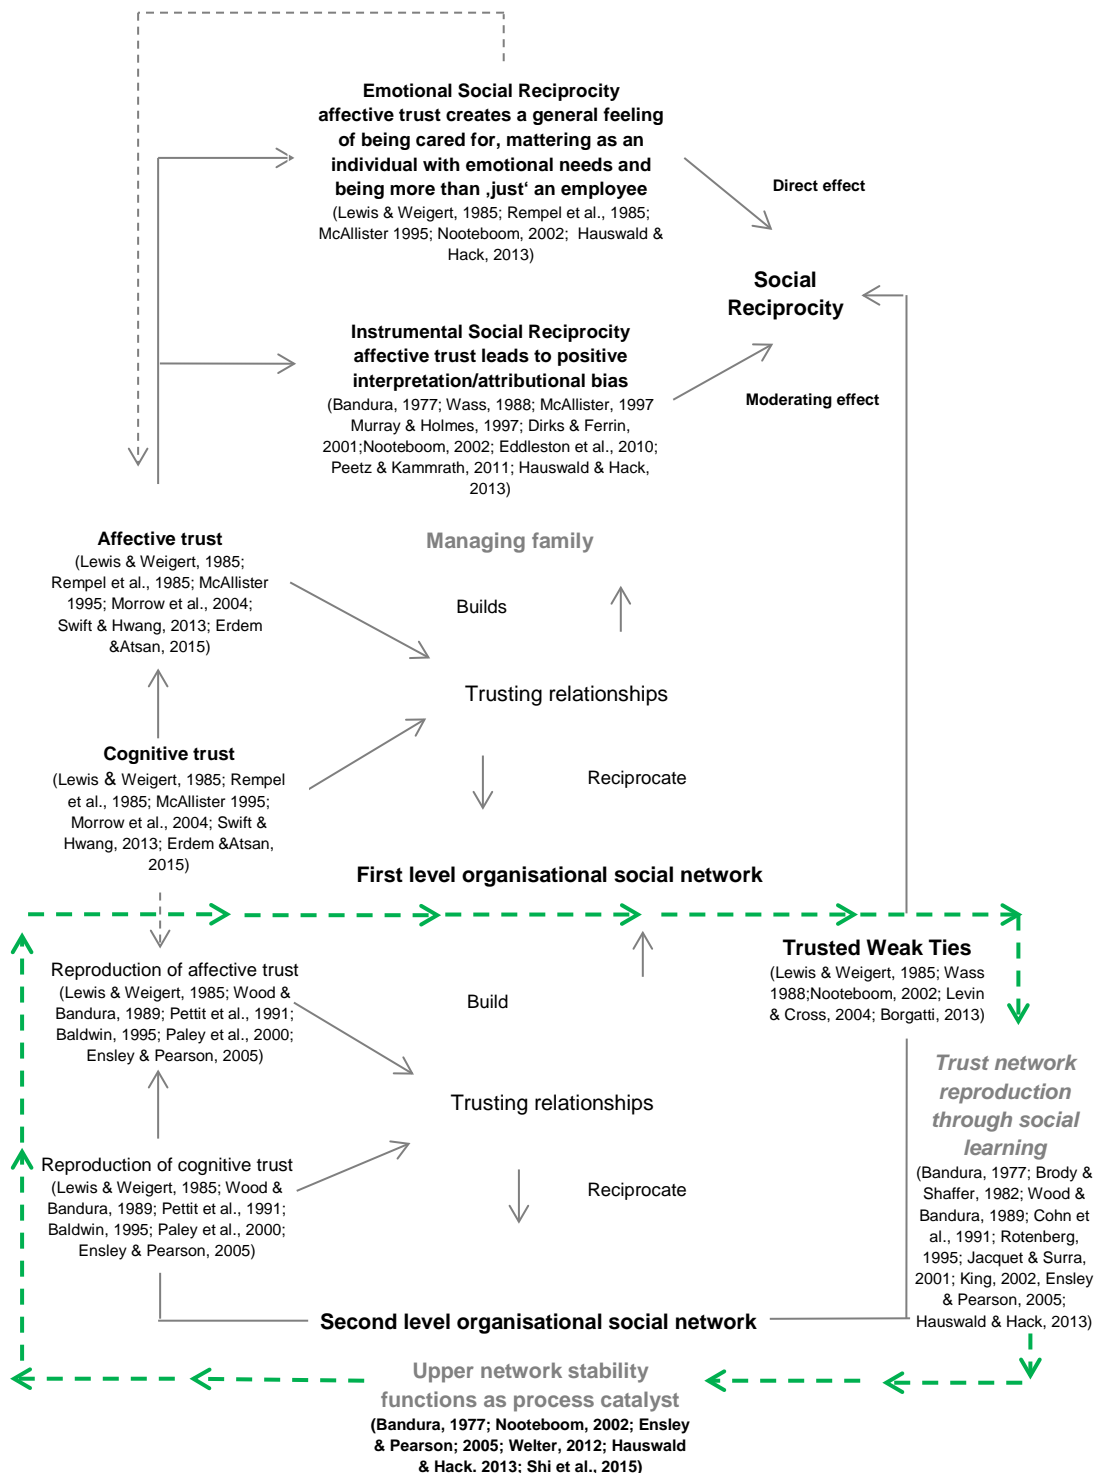 Emotional Social Reciprocity
affective trust creates a general feeling
of being cared for, mattering as an
individual with emotional needs and
being more than ‚just‘ an employee
(Lewis & Weigert, 1985; Rempel et al., 1985;
McAllister 1995; Nooteboom, 2002; Hauswald &
Hack, 2013)
Direct effect
Social
Reciprocity
Instrumental Social Reciprocity
affective trust leads to positive
interpretation/attributional bias
(Bandura, 1977; Wass, 1988; McAllister, 1997
Murray & Holmes, 1997; Dirks & Ferrin,
2001;Nooteboom, 2002; Eddleston et al., 2010;
Peetz & Kammrath, 2011; Hauswald & Hack,
2013)
Moderating effect
Managing family
Affective trust
(Lewis & Weigert, 1985;
Rempel et al., 1985; McAllister
1995; Morrow et al., 2004;
Swift & Hwang, 2013; Erdem
&Atsan, 2015)
Builds
Trusting relationships
Cognitive trust
(Lewis & Weigert, 1985; Rempel
et al., 1985; McAllister 1995;
Morrow et al., 2004; Swift &
Hwang, 2013; Erdem &Atsan,
2015)
Reciprocate
First level organisational social network
Reproduction of affective trust
(Lewis & Weigert, 1985; Wood &
Bandura, 1989; Pettit et al., 1991;
Baldwin, 1995; Paley et al., 2000;
Ensley & Pearson, 2005)
Build
Trusted Weak Ties
(Lewis & Weigert, 1985; Wass
1988;Nooteboom, 2002; Levin
& Cross, 2004; Borgatti, 2013)
Trusting relationships
Trust network
reproduction
through social
learning
(Bandura, 1977; Brody &
Shaffer, 1982; Wood &
Bandura, 1989; Cohn et
al., 1991; Rotenberg,
1995; Jacquet & Surra,
2001; King, 2002, Ensley
& Pearson, 2005;
Hauswald & Hack, 2013)
Reproduction of cognitive trust
(Lewis & Weigert, 1985; Wood &
Bandura, 1989; Pettit et al., 1991;
Baldwin, 1995; Paley et al., 2000;
Ensley & Pearson, 2005)
Reciprocate
Second level organisational social network
Upper network stability
functions as process catalyst
(Bandura, 1977; Nooteboom, 2002; Ensley
& Pearson; 2005; Welter, 2012; Hauswald
& Hack. 2013; Shi et al., 2015)